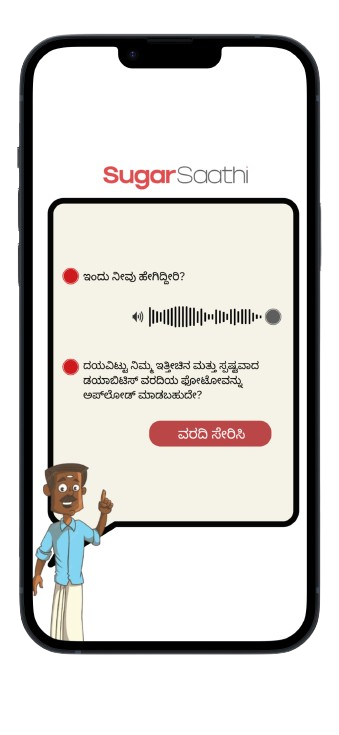 SugarSaathi
ಇಂದು ನೀವು ಹೇಗಿದ್ದೀರಿ?
ದಯವಿಟ್ಟು ನಿಮ್ಮ ಇತ್ತೀಚಿನ ಮತ್ತು ಸ್ಪಷ್ಟವಾದ
ಡಯಾಬಿಟಿಸ್ ವರದಿಯ ಫೋಟೋವನ್ನು
ಅಪ್‌ಲೋಡ್ ಮಾಡಬಹುದೇ?
ವರದಿ ಸೇರಿಸಿ